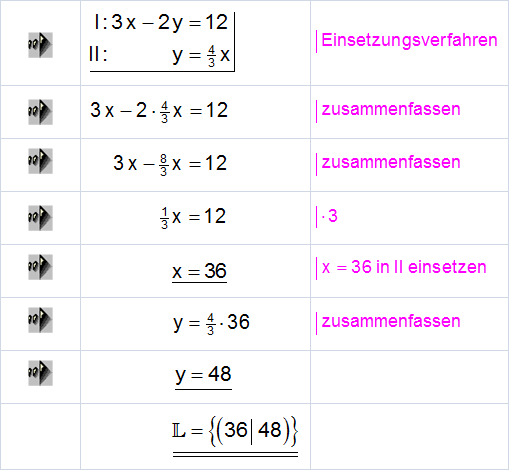 I: 3x − 2y = 12
II: y = 4/3 x
| Einsetzungsverfahren
3x − 2 · 4/3 x = 12 | zusammenfassen
3x − 8/3 x = 12 | zusammenfassen
1/3 x = 12 | · 3
x = 36 | x = 36 in II einsetzen
y = 4/3 · 36 | zusammenfassen
y = 48
𝕃 = {(36 | 48)}